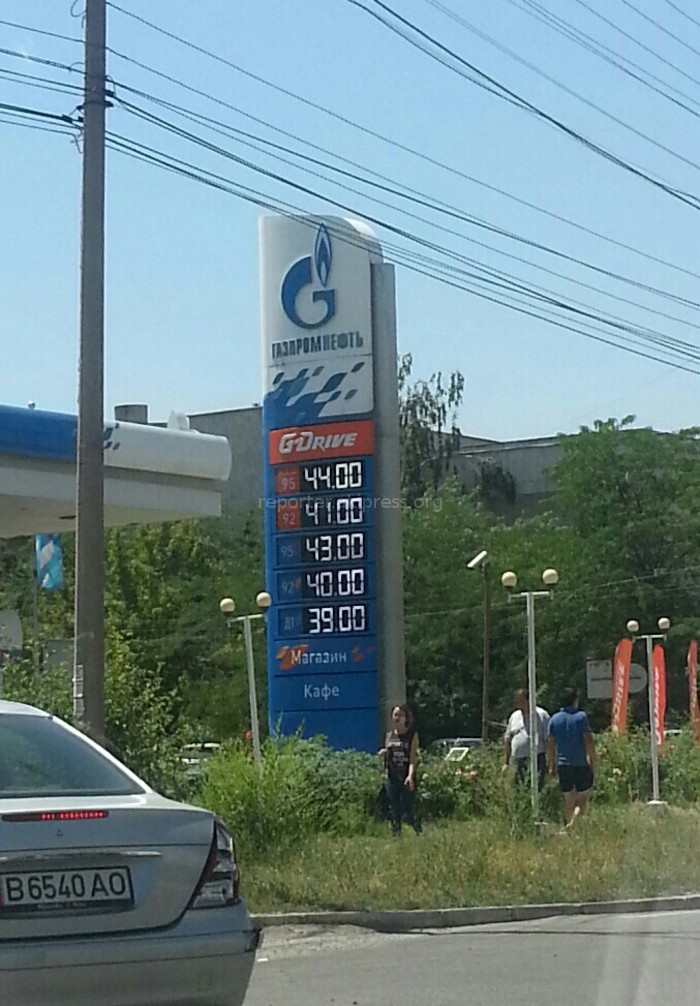 ГАЗПРОМНЕФТЬ
G-DRIVE
95 44.00
92 41.00
95 43.00
92 40.00
ДТ 39.00
Магазин
Кафе
B 6540 AO